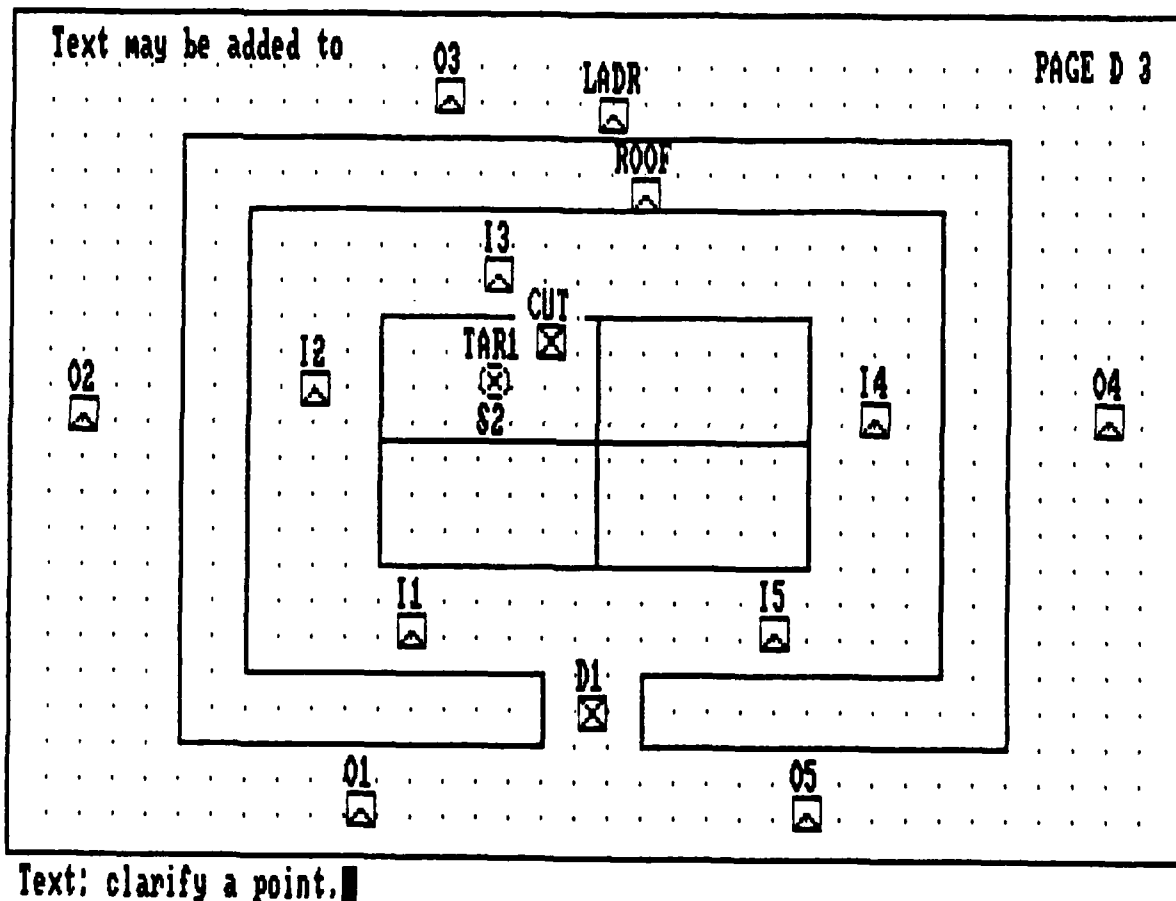 Text may be added to
PAGE D 3
O3
LADR
ROOF
I3
CUT
TAR1
I2
O2
I4
O4
S2
I1
I5
D1
O1
O5
Text: clarify a point.